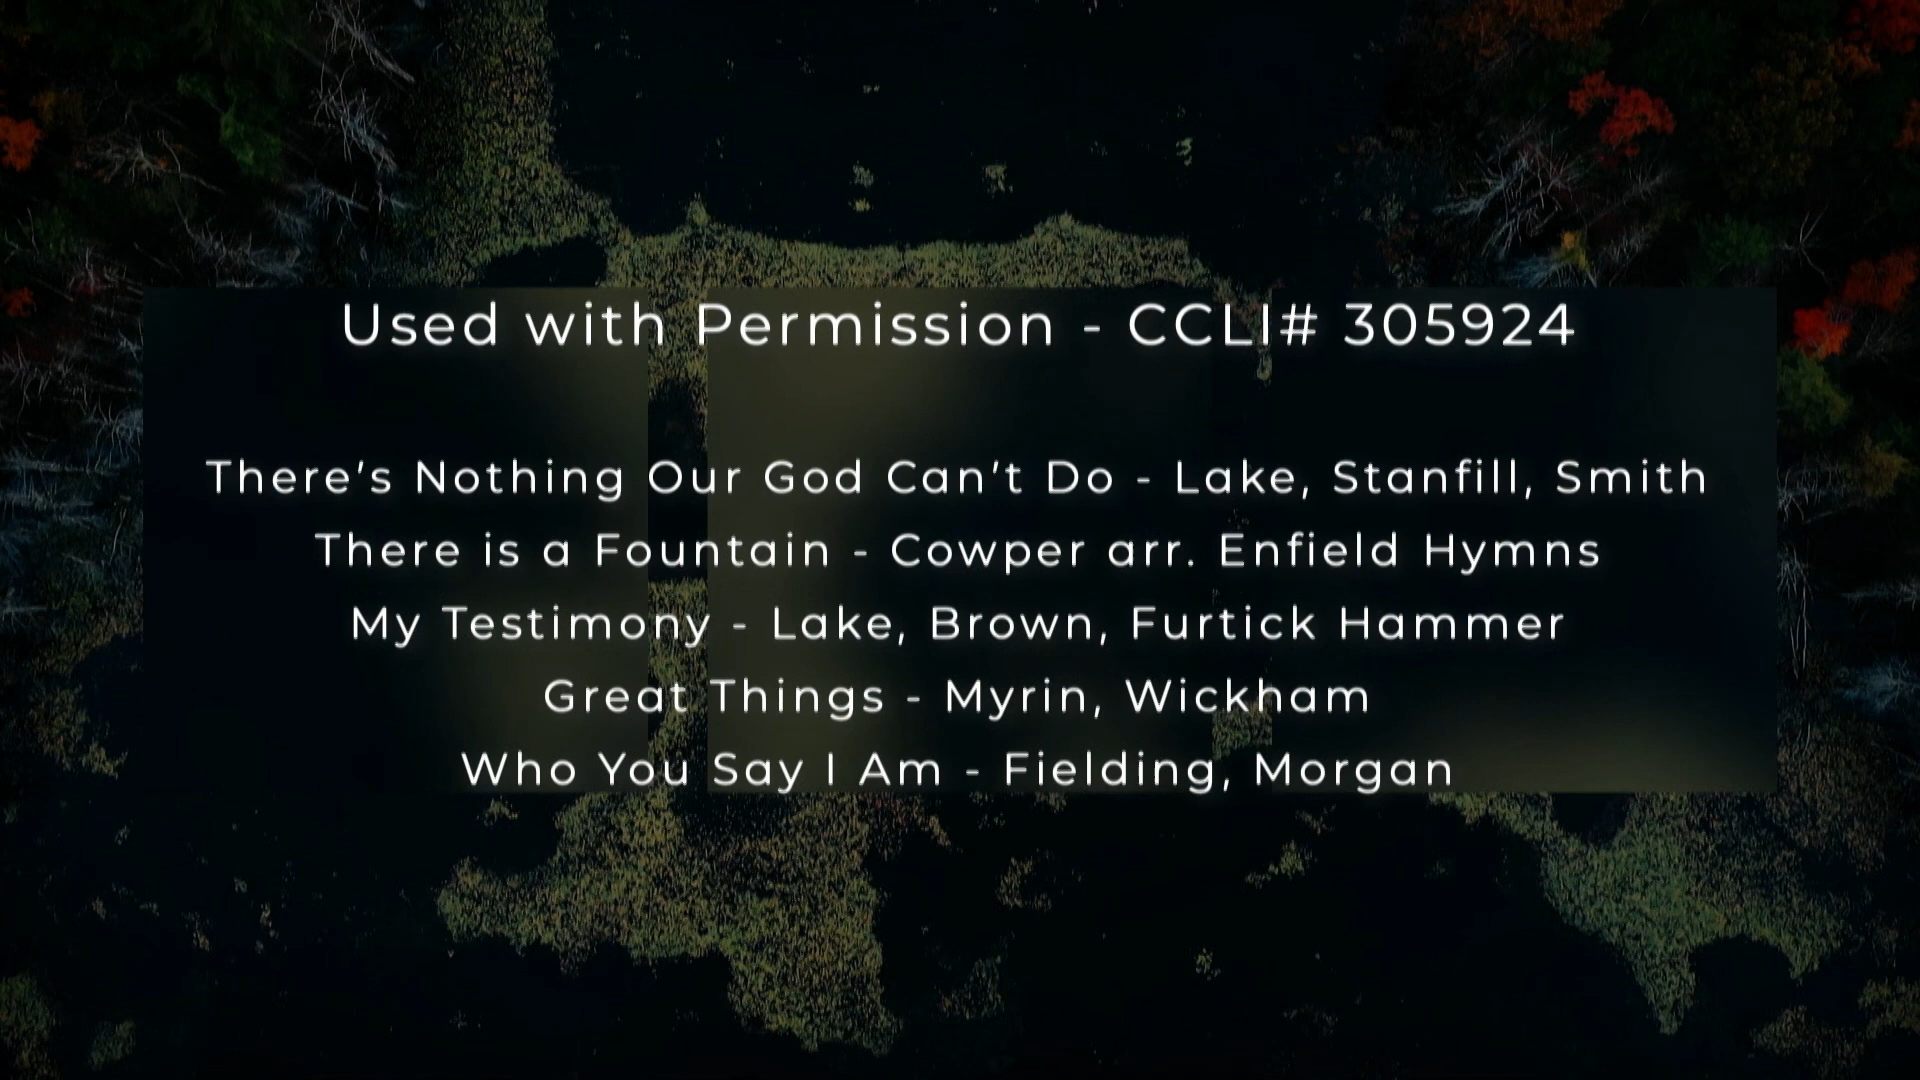 Used with Permission - CCLI# 305924
There's Nothing Our God Can't Do - Lake, Stanfill, Smith
There is a Fountain - Cowper arr. Enfield Hymns
My Testimony - Lake, Brown, Furtick Hammer
Great Things - Myrin, Wickham
Who You Say I Am - Fielding, Morgan